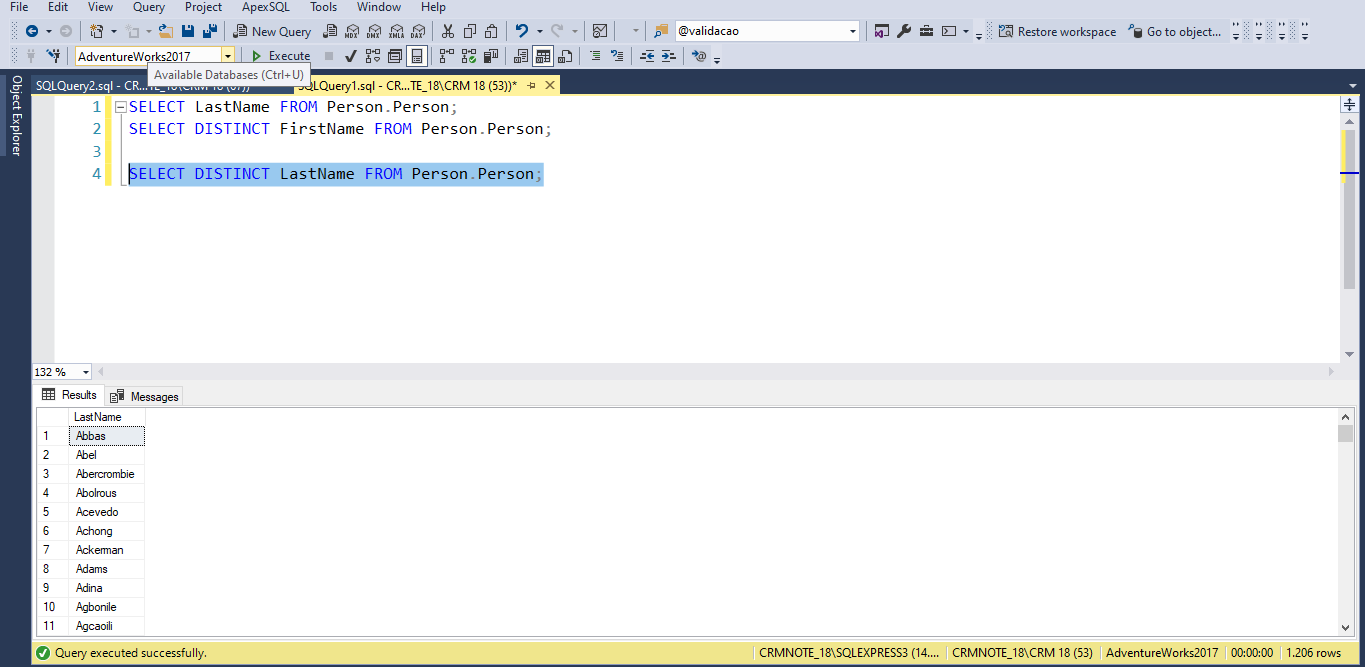 File Edit View Query Project ApexSQL Tools Window Help
New Query MDX DMX XMLA DAX @validacao Restore workspace Go to object...
AdventureWorks2017 Execute
Available Databases (Ctrl+U)
SQLQuery2.sql - CR...TE_18\CRM 18 (67)) SQLQuery1.sql - CR...TE_18\CRM 18 (53))*
Object Explorer
1 SELECT LastName FROM Person.Person;
2 SELECT DISTINCT FirstName FROM Person.Person;
3
4 SELECT DISTINCT LastName FROM Person.Person;
132 %
Results Messages
LastName
1 Abbas
2 Abel
3 Abercrombie
4 Abolrous
5 Acevedo
6 Achong
7 Ackerman
8 Adams
9 Adina
10 Agbonile
11 Agcaoili
Query executed successfully. CRMNOTE_18\SQLEXPRESS3 (14.... CRMNOTE_18\CRM 18 (53) AdventureWorks2017 00:00:00 1.206 rows